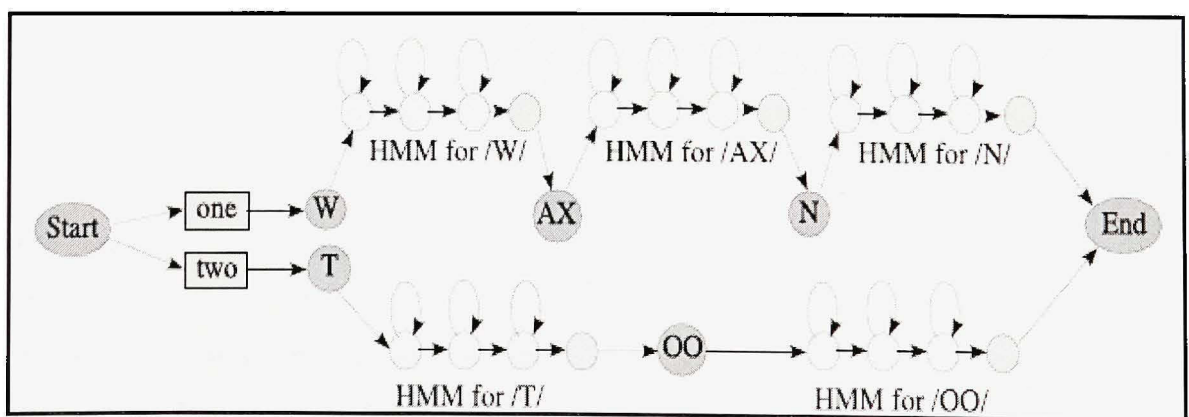 HMM for /W/
HMM for /AX/
HMM for /N/
Start
one
W
AX
N
End
two
T
OO
HMM for /T/
HMM for /OO/